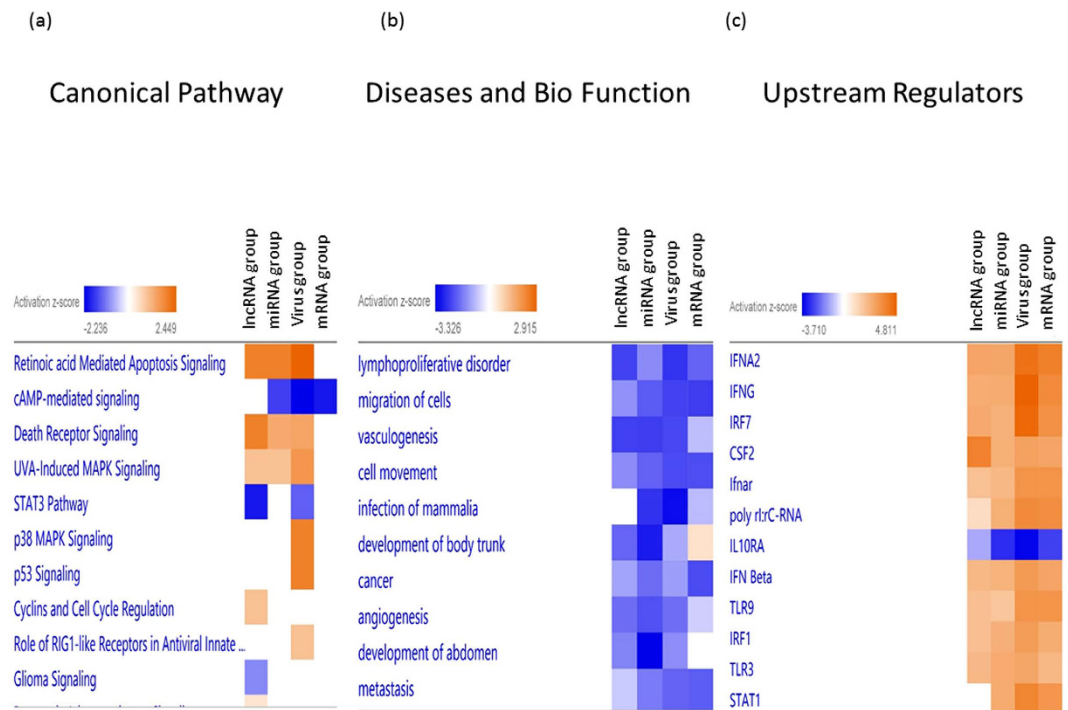 (a)
Canonical Pathway
Activation z-score
-2.236 2.449
lncRNA group
miRNA group
Virus group
mRNA group
Retinoic acid Mediated Apoptosis Signaling
cAMP-mediated signaling
Death Receptor Signaling
UVA-Induced MAPK Signaling
STAT3 Pathway
p38 MAPK Signaling
p53 Signaling
Cyclins and Cell Cycle Regulation
Role of RIG1-like Receptors in Antiviral Innate ...
Glioma Signaling
(b)
Diseases and Bio Function
Activation z-score
-3.326 2.915
lncRNA group
miRNA group
Virus group
mRNA group
lymphoproliferative disorder
migration of cells
vasculogenesis
cell movement
infection of mammalia
development of body trunk
cancer
angiogenesis
development of abdomen
metastasis
(c)
Upstream Regulators
Activation z-score
-3.710 4.811
lncRNA group
miRNA group
Virus group
mRNA group
IFNA2
IFNG
IRF7
CSF2
Ifnar
poly rI:rC-RNA
IL10RA
IFN Beta
TLR9
IRF1
TLR3
STAT1